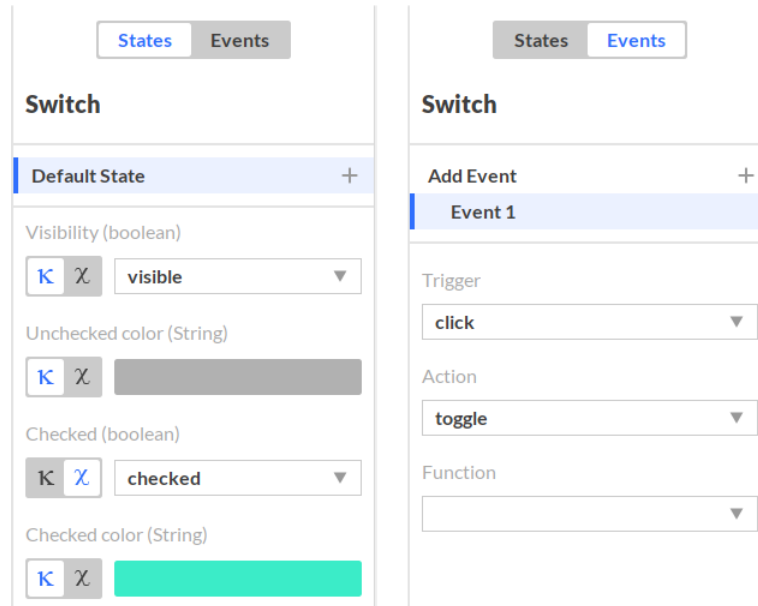 States Events
Switch
Default State +
Visibility (boolean)
κ χ visible
Unchecked color (String)
κ χ
Checked (boolean)
κ χ checked
Checked color (String)
κ χ
States Events
Switch
Add Event +
Event 1
Trigger
click
Action
toggle
Function